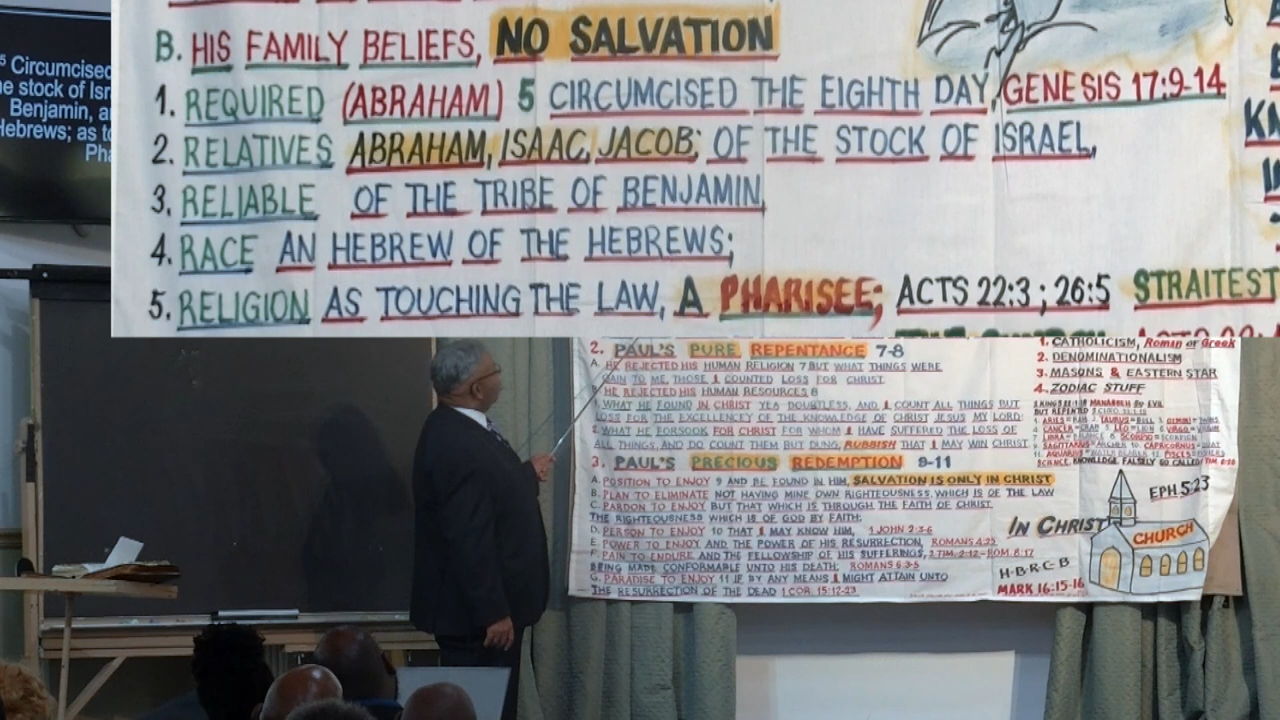 5 Circumcised
he stock of Isr
Benjamin, an
Hebrews; as to
Pha
B. HIS FAMILY BELIEFS, NO SALVATION
1. REQUIRED (ABRAHAM) 5 CIRCUMCISED THE EIGHTH DAY, GENESIS 17:9-14
2. RELATIVES ABRAHAM, ISAAC, JACOB; OF THE STOCK OF ISRAEL,
3. RELIABLE OF THE TRIBE OF BENJAMIN,
4. RACE AN HEBREW OF THE HEBREWS;
5. RELIGION AS TOUCHING THE LAW, A PHARISEE; ACTS 22:3; 26:5 STRAITEST
2. PAUL'S PURE REPENTANCE 7-8
A. HE REJECTED HIS HUMAN RELIGION 7 BUT WHAT THINGS WERE
GAIN TO ME, THOSE I COUNTED LOSS FOR CHRIST.
HE REJECTED HIS HUMAN RESOURCES 8
WHAT HE FOUND IN CHRIST YEA DOUBTLESS, AND I COUNT ALL THINGS BUT
LOSS FOR THE EXCELLENCY OF THE KNOWLEDGE OF CHRIST JESUS MY LORD:
WHAT HE FORSOOK FOR CHRIST FOR WHOM I HAVE SUFFERED THE LOSS OF
ALL THINGS, AND DO COUNT THEM BUT DUNG, RUBBISH THAT I MAY WIN CHRIST
3. PAUL'S PRECIOUS REDEMPTION 9-11
A. POSITION TO ENJOY 9 AND BE FOUND IN HIM, SALVATION IS ONLY IN CHRIST
B. PLAN TO ELIMINATE NOT HAVING MINE OWN RIGHTEOUSNESS, WHICH IS OF THE LAW
C. PARDON TO ENJOY BUT THAT WHICH IS THROUGH THE FAITH OF CHRIST,
THE RIGHTEOUSNESS WHICH IS OF GOD BY FAITH:
D. PERSON TO ENJOY 10 THAT I MAY KNOW HIM, 1 JOHN 2:3-6
E. POWER TO ENJOY AND THE POWER OF HIS RESURRECTION, ROMANS 4:25
F. PAIN TO ENDURE AND THE FELLOWSHIP OF HIS SUFFERINGS, 2 TIM. 2:12-ROM. 8:17
BEING MADE CONFORMABLE UNTO HIS DEATH; ROMANS 6:3-5
G. PARADISE TO ENJOY 11 IF BY ANY MEANS I MIGHT ATTAIN UNTO
THE RESURRECTION OF THE DEAD 1 COR. 15:12-23
1. CATHOLICISM, Roman or Greek
2. DENOMINATIONALISM
3. MASONS & EASTERN STAR
4. ZODIAC STUFF
MANASSEH EVIL
BUT REPENTED
SCIENCE, KNOWLEDGE FALSELY SO CALLED
EPH 5:23
IN CHRIST
CHURCH
H-B-R-C-B
MARK 16:15-16